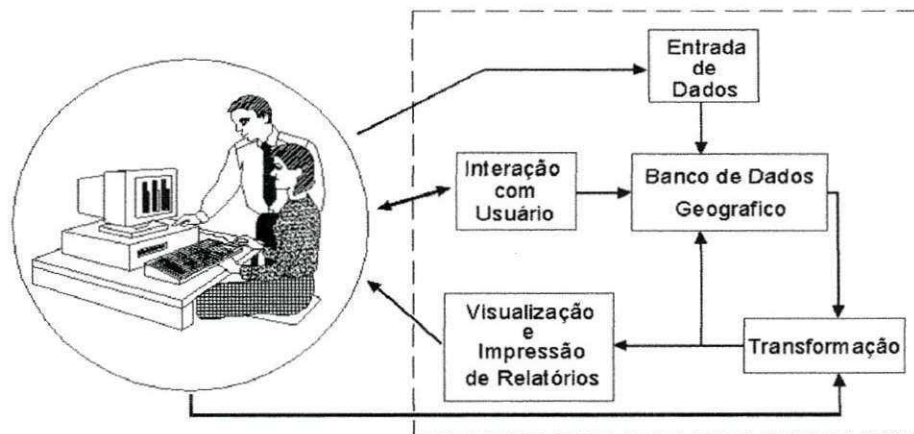 Entrada
de
Dados
Interação
com
Usuário
Banco de Dados
Geografico
Visualização
e
Impressão
de Relatórios
Transformação